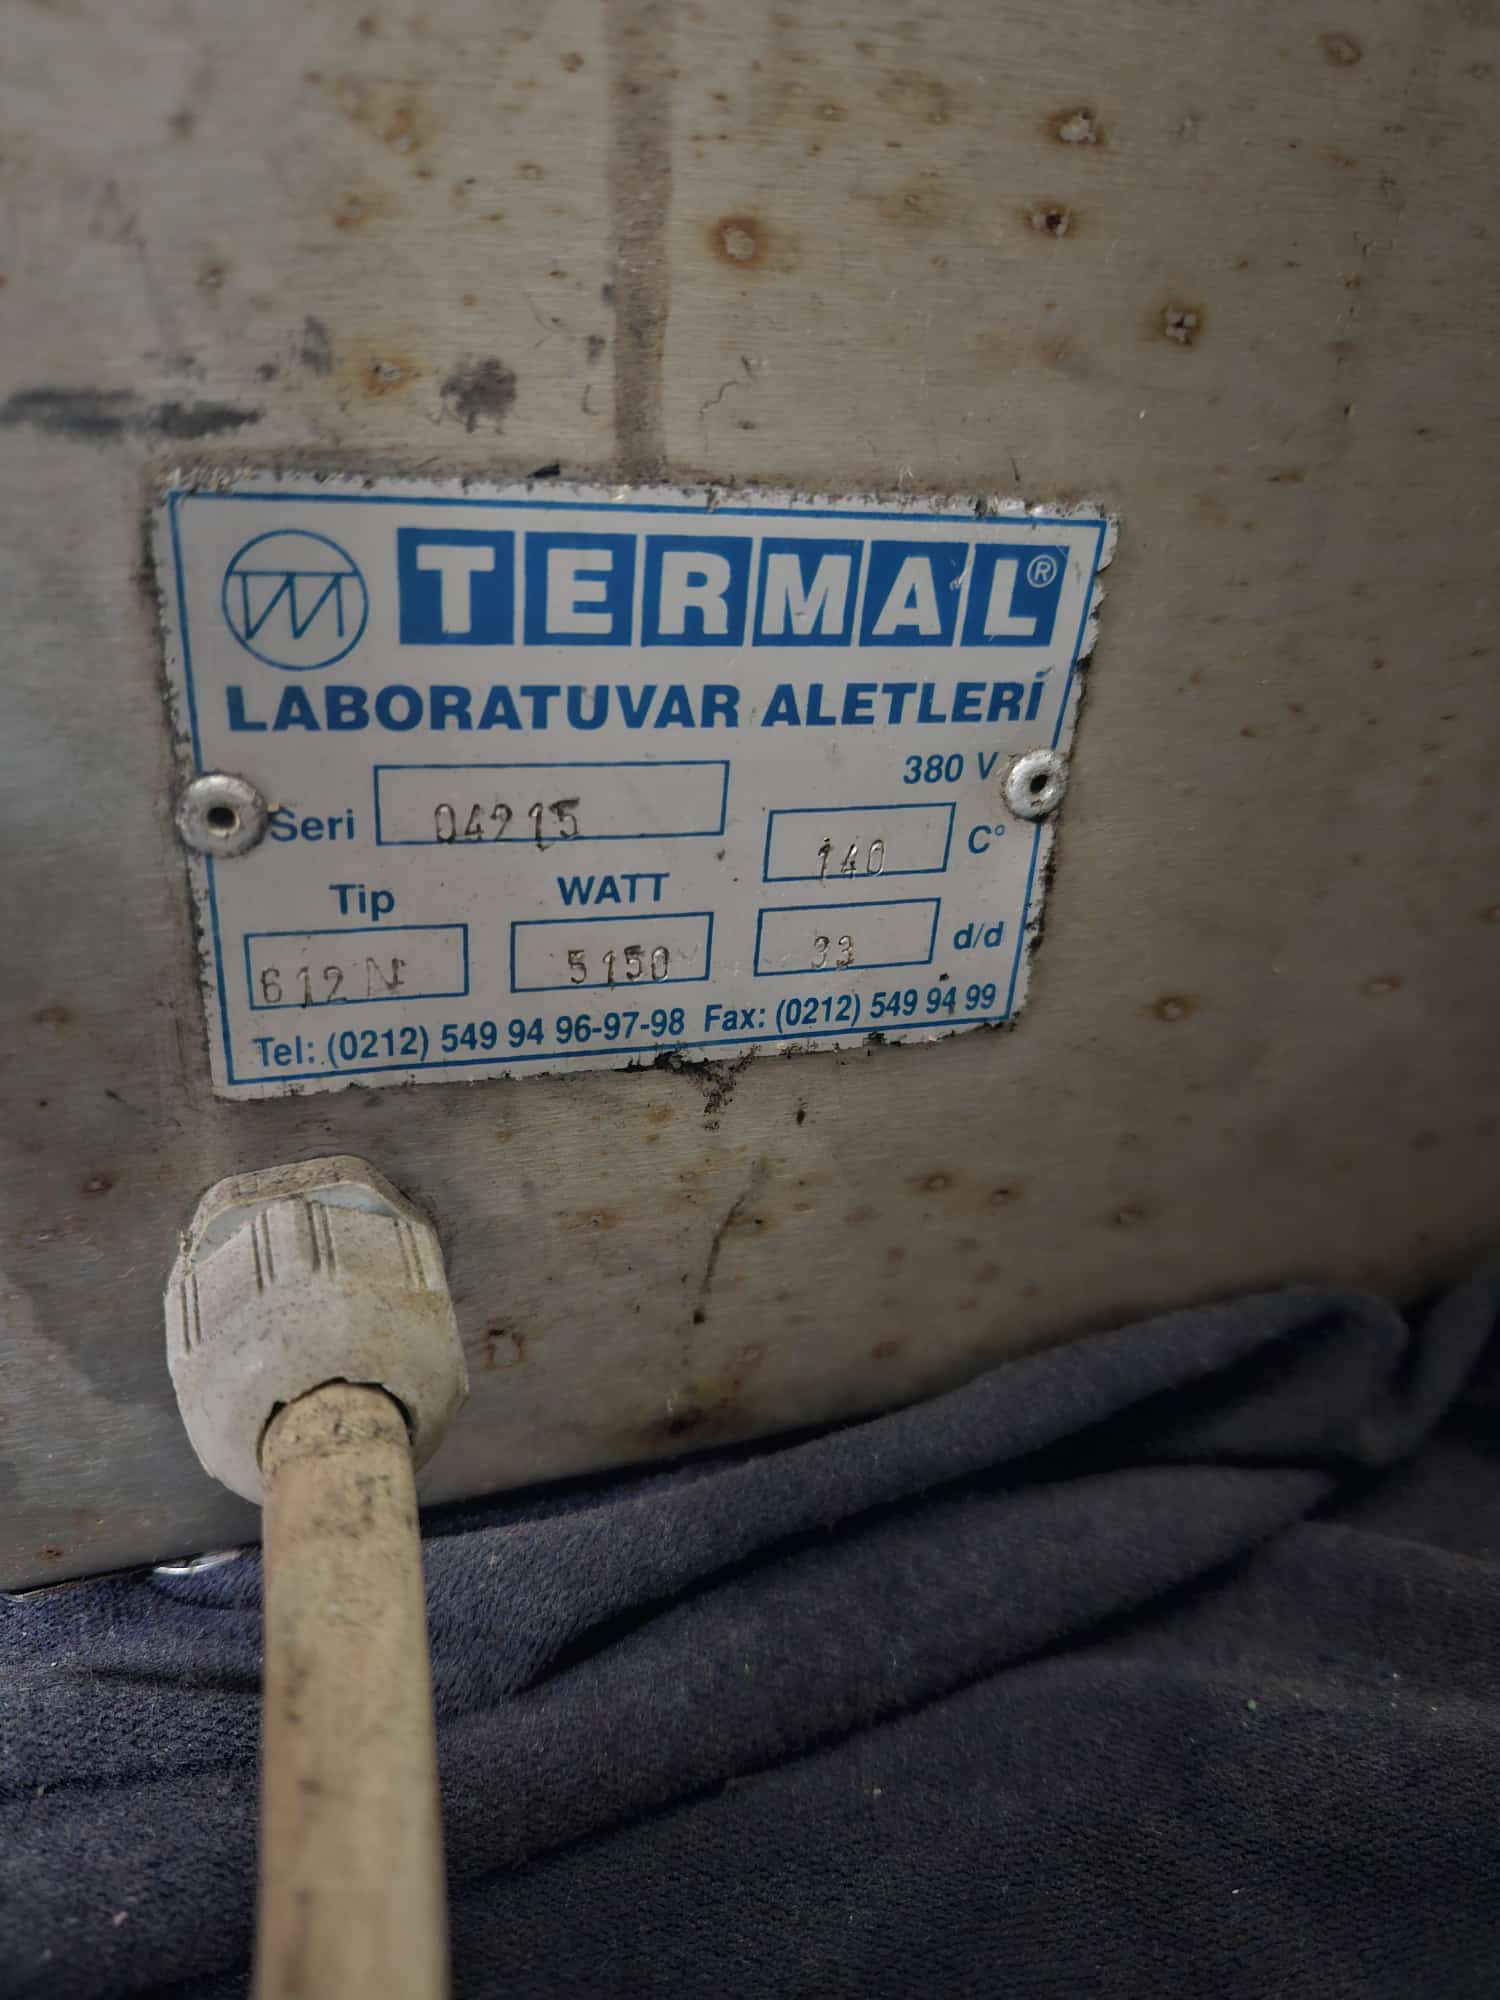 TERMAL®
LABORATUVAR ALETLERİ
380 V
Seri 04215
140 C°
Tip WATT
612 N 5150 33 d/d
Tel: (0212) 549 94 96-97-98 Fax: (0212) 549 94 99